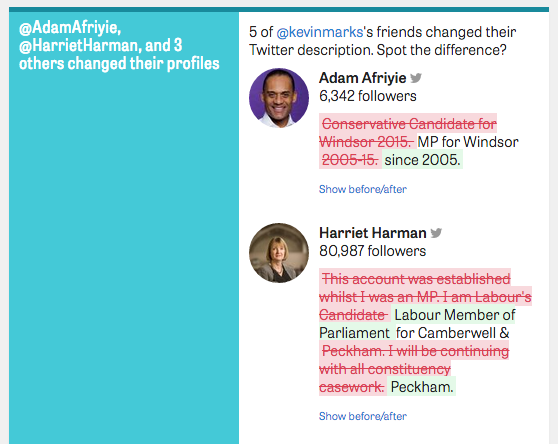 @AdamAfriyie,
@HarrietHarman, and 3
others changed their profiles
5 of @kevinmarks's friends changed their
Twitter description. Spot the difference?
Adam Afriyie
6,342 followers
Conservative Candidate for
Windsor 2015. MP for Windsor
2005-15. since 2005.
Show before/after
Harriet Harman
80,987 followers
This account was established
whilst I was an MP. I am Labour's
Candidate Labour Member of
Parliament for Camberwell &
Peckham. I will be continuing
with all constituency
casework. Peckham.
Show before/after